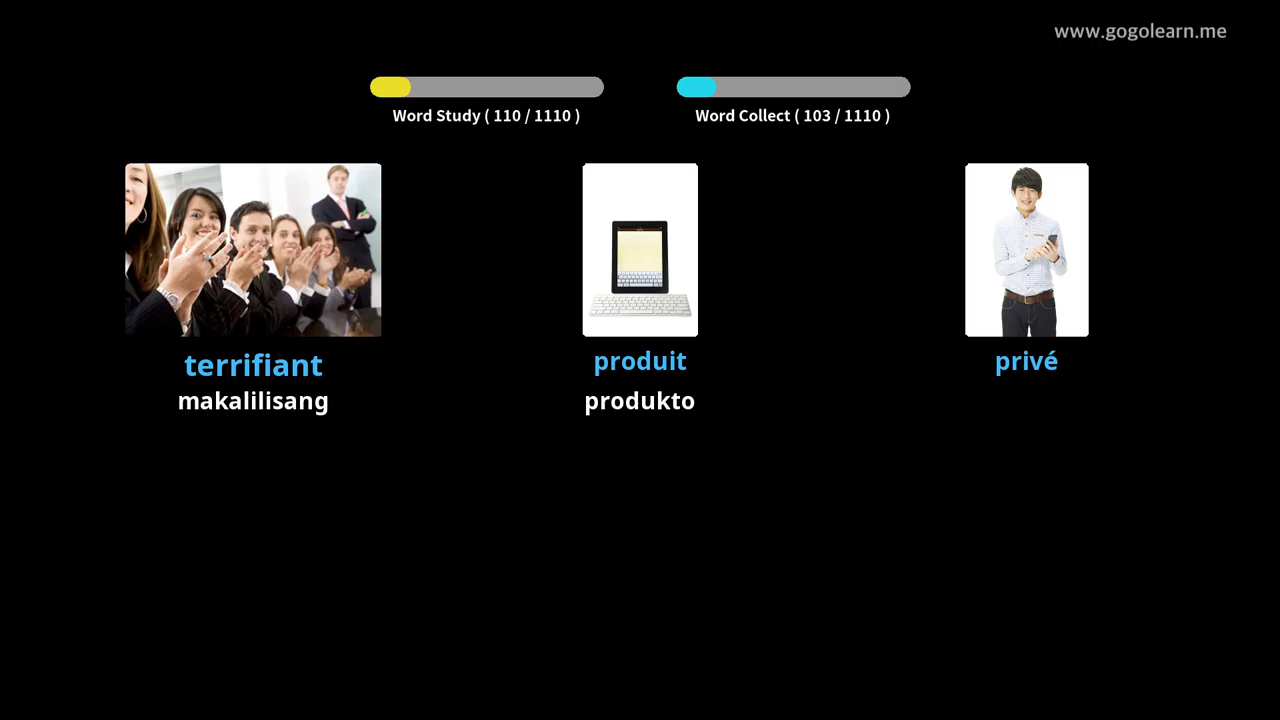 www.gogolearn.me
Word Study ( 110 / 1110 )
Word Collect ( 103 / 1110 )
terrifiant
makalilisang
produit
produkto
privé